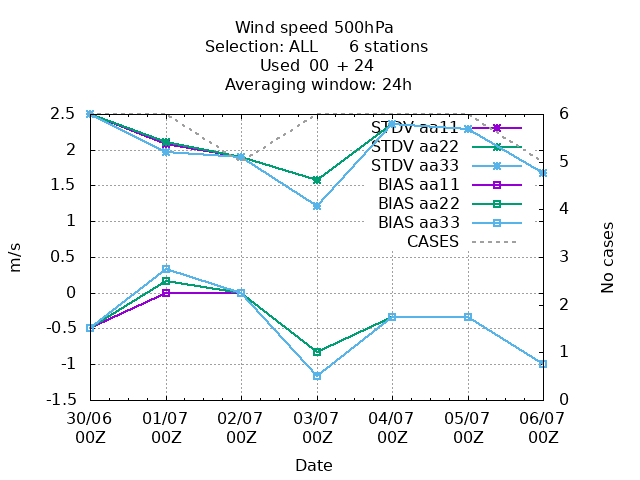 Wind speed 500hPa
Selection: ALL 6 stations
Used 00 + 24
Averaging window: 24h
2.5
2
1.5
1
0.5
0
-0.5
-1
-1.5
m/s
6
5
4
3
2
1
0
No cases
STDV aa11
STDV aa22
STDV aa33
BIAS aa11
BIAS aa22
BIAS aa33
CASES
30/06 01/07 02/07 03/07 04/07 05/07 06/07
00Z 00Z 00Z 00Z 00Z 00Z 00Z
Date